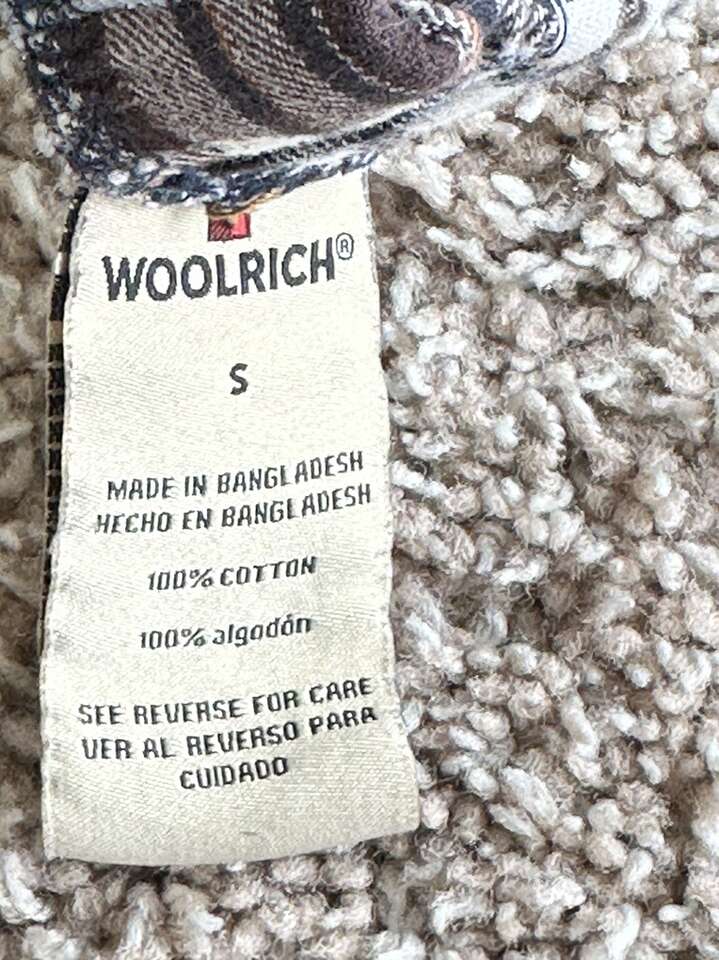 WOOLRICH®
S
MADE IN BANGLADESH
HECHO EN BANGLADESH
100% COTTON
100% algodón
SEE REVERSE FOR CARE
VER AL REVERSO PARA
CUIDADO